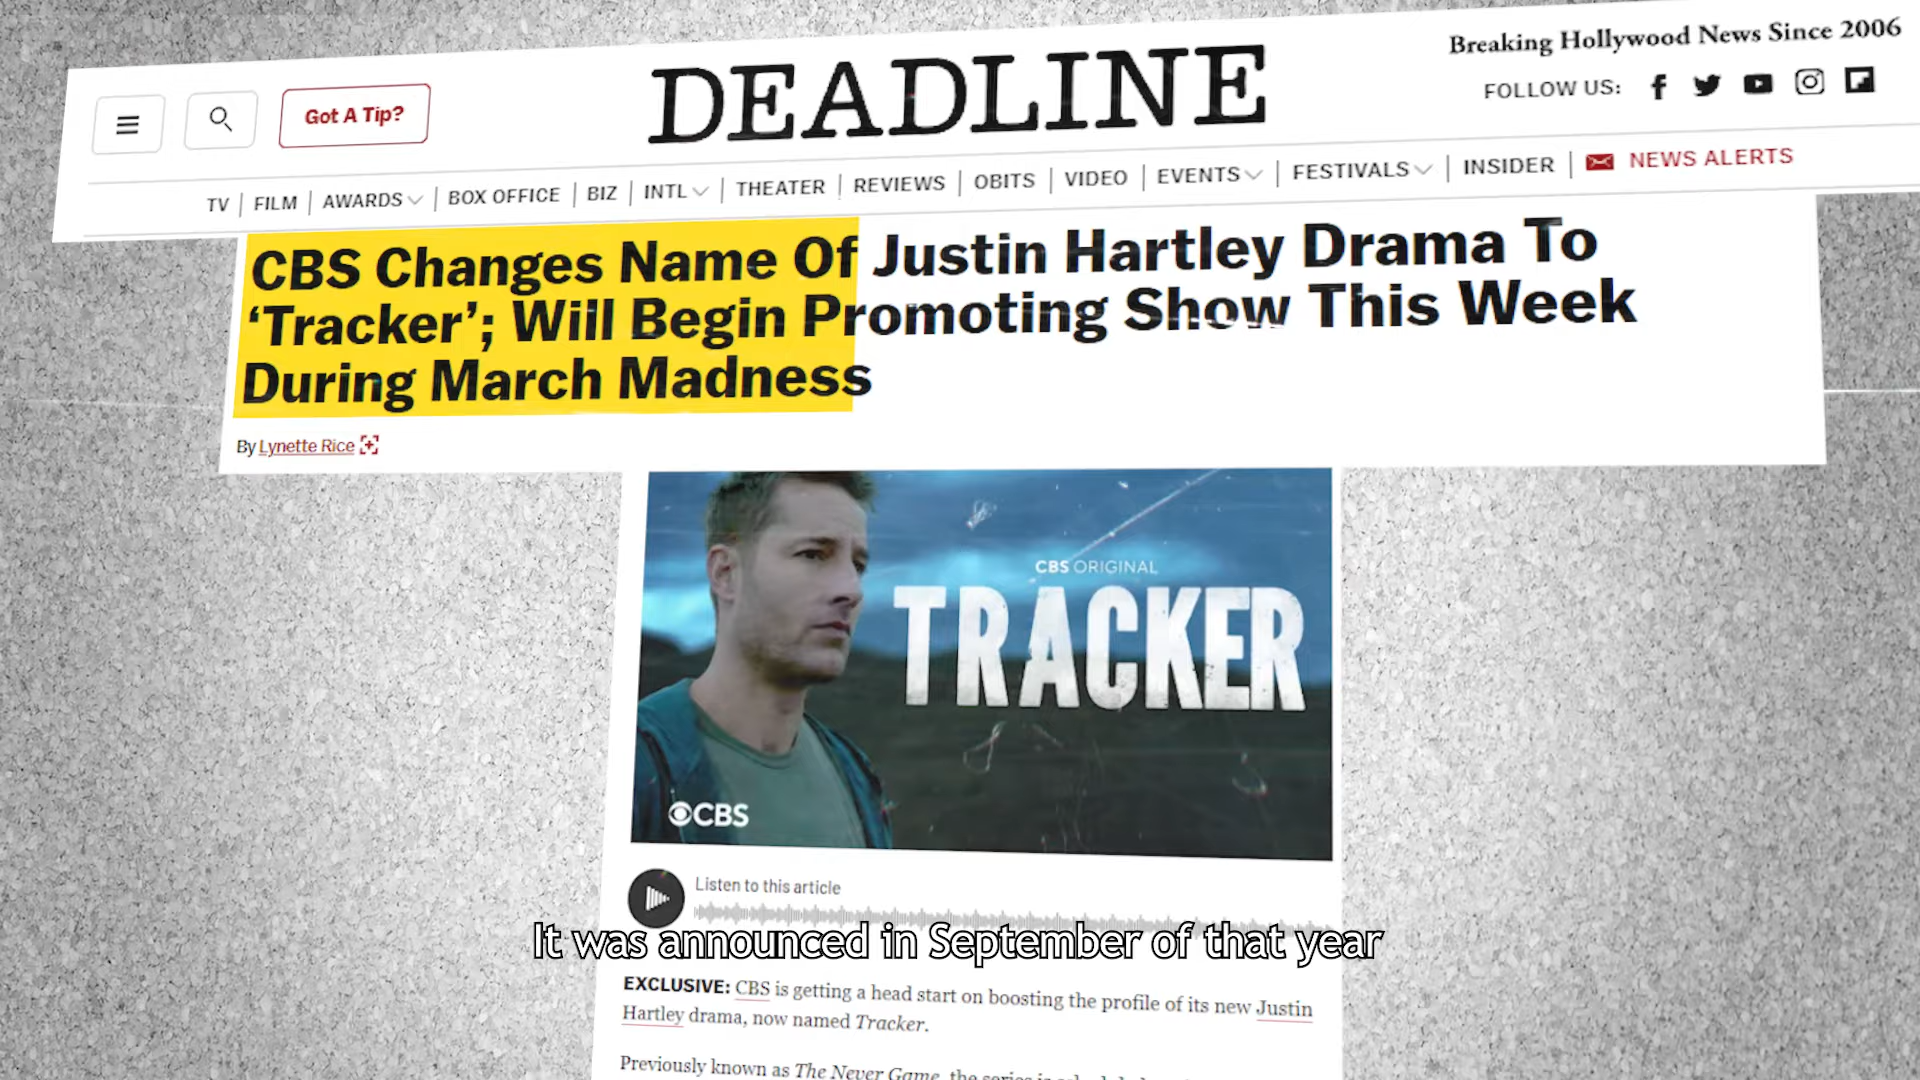 Breaking Hollywood News Since 2006
DEADLINE
FOLLOW US:
Got A Tip?
TV | FILM | AWARDS | BOX OFFICE | BIZ | INTL | THEATER | REVIEWS | OBITS | VIDEO | EVENTS | FESTIVALS | INSIDER | NEWS ALERTS
CBS Changes Name Of Justin Hartley Drama To
‘Tracker’; Will Begin Promoting Show This Week
During March Madness
By Lynette Rice
CBS ORIGINAL
TRACKER
CBS
Listen to this article
It was announced in September of that year
EXCLUSIVE: CBS is getting a head start on boosting the profile of its new Justin
Hartley drama, now named Tracker.
Previously known as The Never Game, the series is